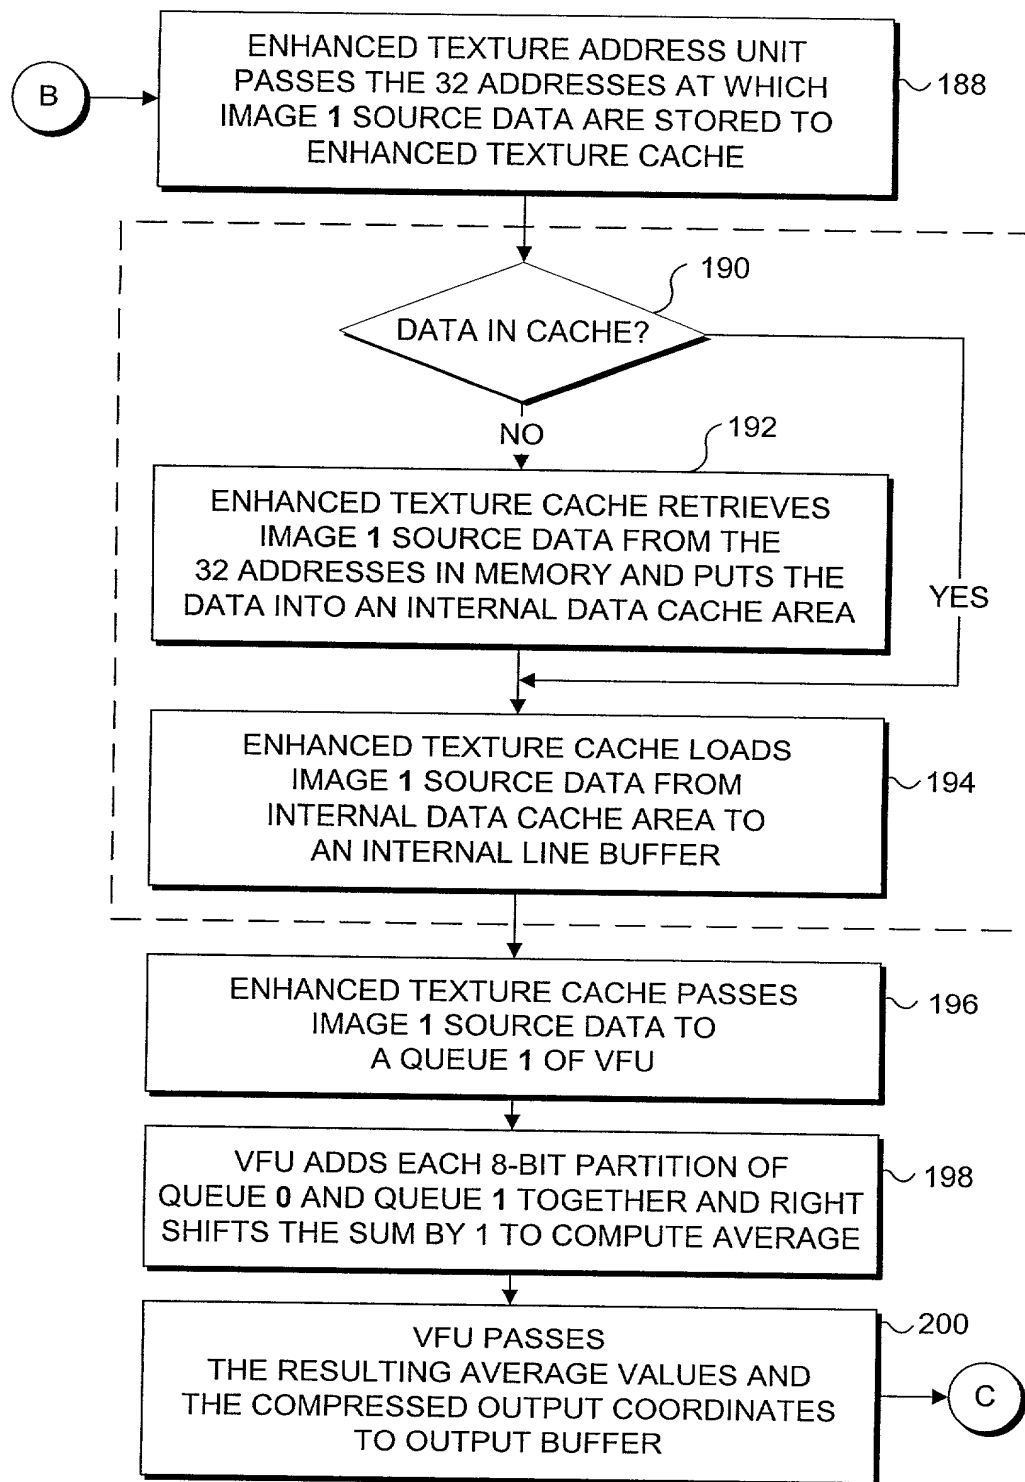 B
ENHANCED TEXTURE ADDRESS UNIT
PASSES THE 32 ADDRESSES AT WHICH
IMAGE 1 SOURCE DATA ARE STORED TO
ENHANCED TEXTURE CACHE
188
190
DATA IN CACHE?
NO
192
ENHANCED TEXTURE CACHE RETRIEVES
IMAGE 1 SOURCE DATA FROM THE
32 ADDRESSES IN MEMORY AND PUTS THE
DATA INTO AN INTERNAL DATA CACHE AREA
YES
ENHANCED TEXTURE CACHE LOADS
IMAGE 1 SOURCE DATA FROM
INTERNAL DATA CACHE AREA TO
AN INTERNAL LINE BUFFER
194
ENHANCED TEXTURE CACHE PASSES
IMAGE 1 SOURCE DATA TO
A QUEUE 1 OF VFU
196
VFU ADDS EACH 8-BIT PARTITION OF
QUEUE 0 AND QUEUE 1 TOGETHER AND RIGHT
SHIFTS THE SUM BY 1 TO COMPUTE AVERAGE
198
VFU PASSES
THE RESULTING AVERAGE VALUES AND
THE COMPRESSED OUTPUT COORDINATES
TO OUTPUT BUFFER
200
C